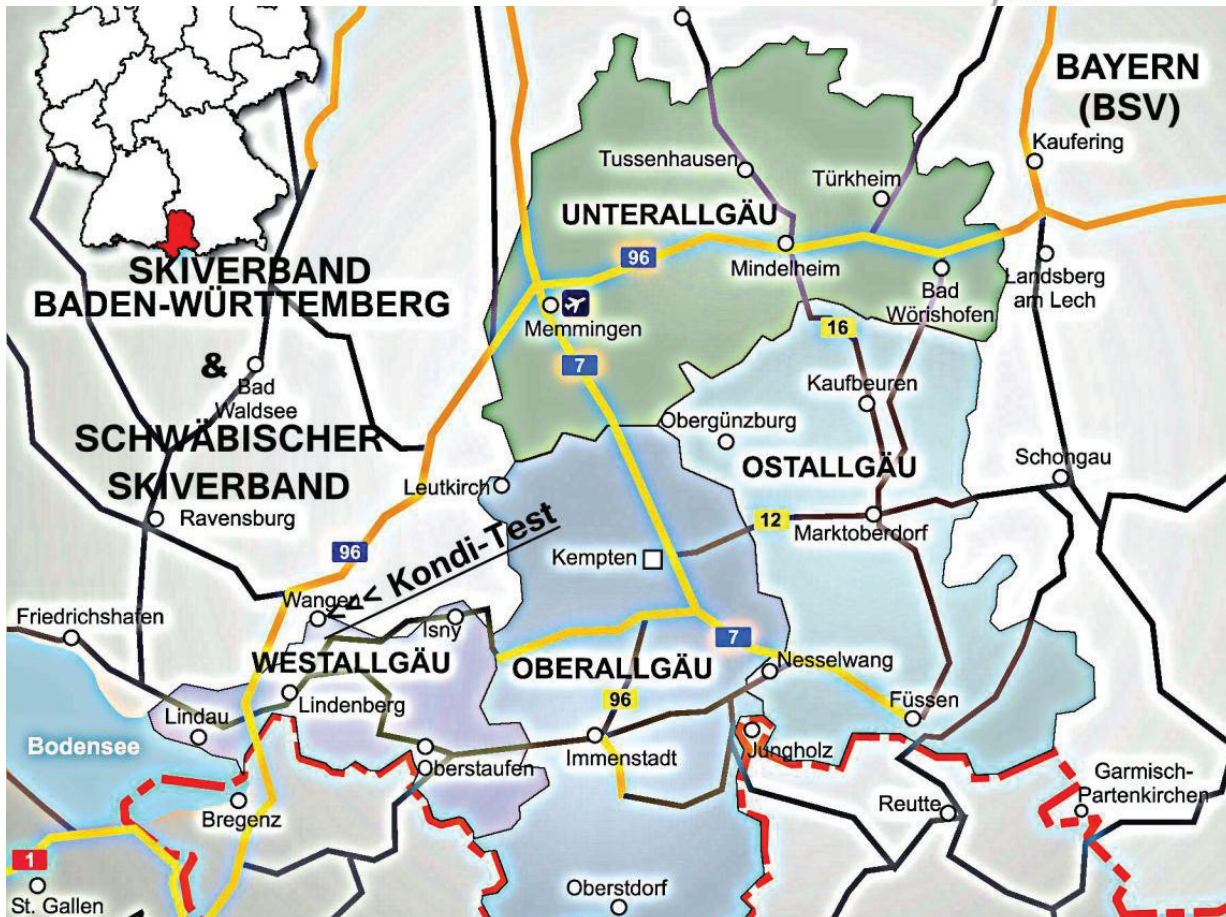 BAYERN
(BSV)
Kaufering
Tussenhausen
Türkheim
UNTERALLGÄU
96
Mindelheim
Landsberg
am Lech
Bad
Wörishofen
SKIVERBAND
BADEN-WÜRTTEMBERG
Memmingen
16
7
&
Bad
Waldsee
Kaufbeuren
Obergünzburg
SCHWÄBISCHER
SKIVERBAND
OSTALLGÄU
Schongau
Leutkirch
Ravensburg
12
Marktoberdorf
96
<<< Kondi-Test
Kempten
Wangen
Friedrichshafen
Isny
7
WESTALLGÄU
OBERALLGÄU
Nesselwang
96
Lindenberg
Füssen
Lindau
Bodensee
Immenstadt
Jungholz
Oberstaufen
Garmisch-
Partenkirchen
Reutte
Bregenz
1
St. Gallen
Oberstdorf